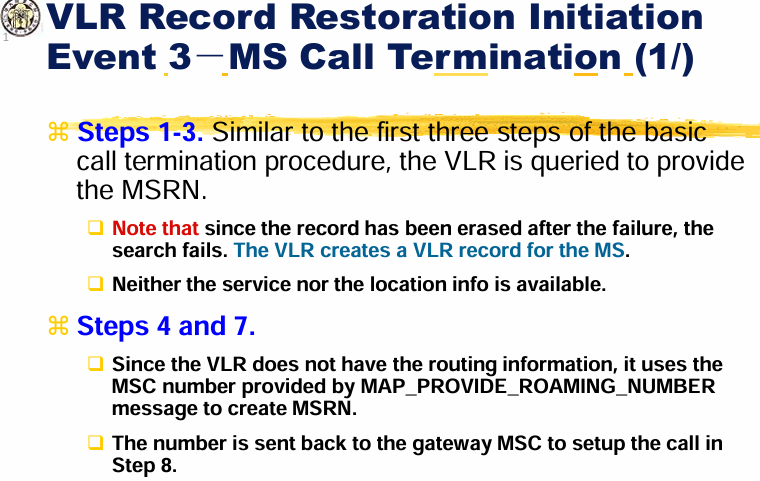 VLR Record Restoration Initiation
Event 3－MS Call Termination (1/)
1
⌘ Steps 1-3. Similar to the first three steps of the basic
call termination procedure, the VLR is queried to provide
the MSRN.
❑ Note that since the record has been erased after the failure, the
search fails. The VLR creates a VLR record for the MS.
❑ Neither the service nor the location info is available.
⌘ Steps 4 and 7.
❑ Since the VLR does not have the routing information, it uses the
MSC number provided by MAP_PROVIDE_ROAMING_NUMBER
message to create MSRN.
❑ The number is sent back to the gateway MSC to setup the call in
Step 8.